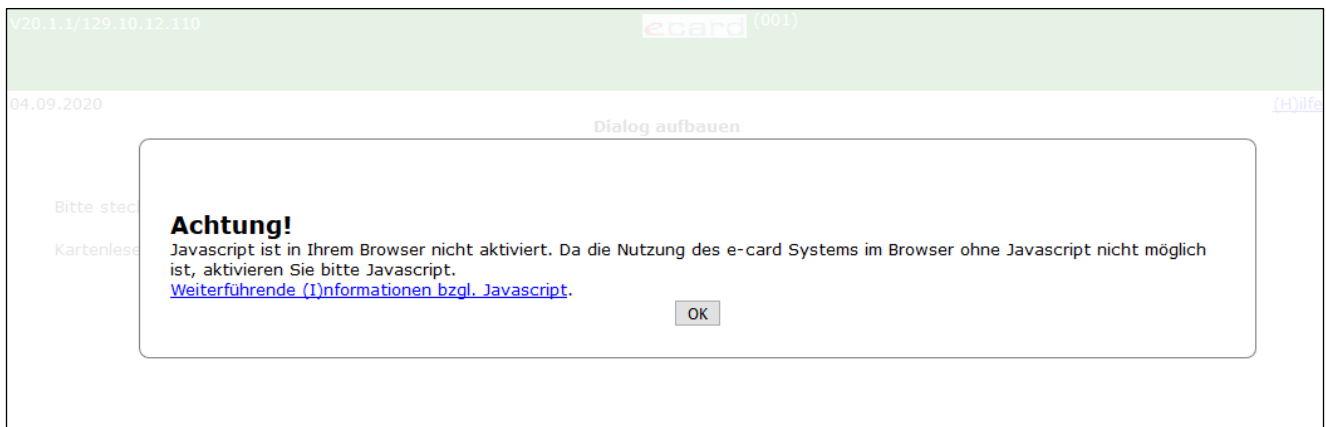 V20.1.1/129.10.12.110
ecard (001)
04.09.2020
(H)ilfe
Dialog aufbauen
Bitte
Achtung!
Javascript ist in Ihrem Browser nicht aktiviert. Da die Nutzung des e-card Systems im Browser ohne Javascript nicht möglich
Kartenlese
ist, aktivieren Sie bitte Javascript.
Weiterführende (I)nformationen bzgl. Javascript.
OK